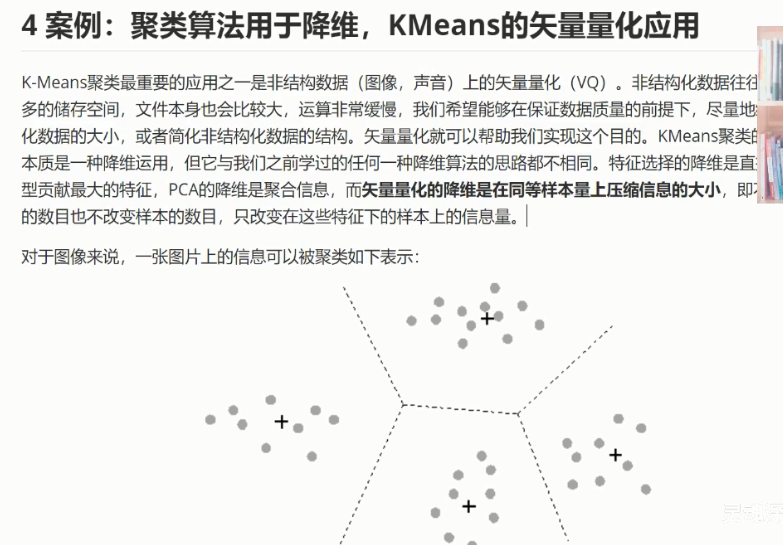 4 案例：聚类算法用于降维，KMeans的矢量量化应用
K-Means聚类最重要的应用之一是非结构数据（图像，声音）上的矢量量化（VQ）。非结构化数据往往
多的储存空间，文件本身也会比较大，运算非常缓慢，我们希望能够在保证数据质量的前提下，尽量地
化数据的大小，或者简化非结构化数据的结构。矢量量化就可以帮助我们实现这个目的。KMeans聚类的
本质是一种降维运用，但它与我们之前学过的任何一种降维算法的思路都不相同。特征选择的降维是直
型贡献最大的特征，PCA的降维是聚合信息，而矢量量化的降维是在同等样本量上压缩信息的大小，即
的数目也不改变样本的数目，只改变在这些特征下的样本上的信息量。
对于图像来说，一张图片上的信息可以被聚类如下表示：